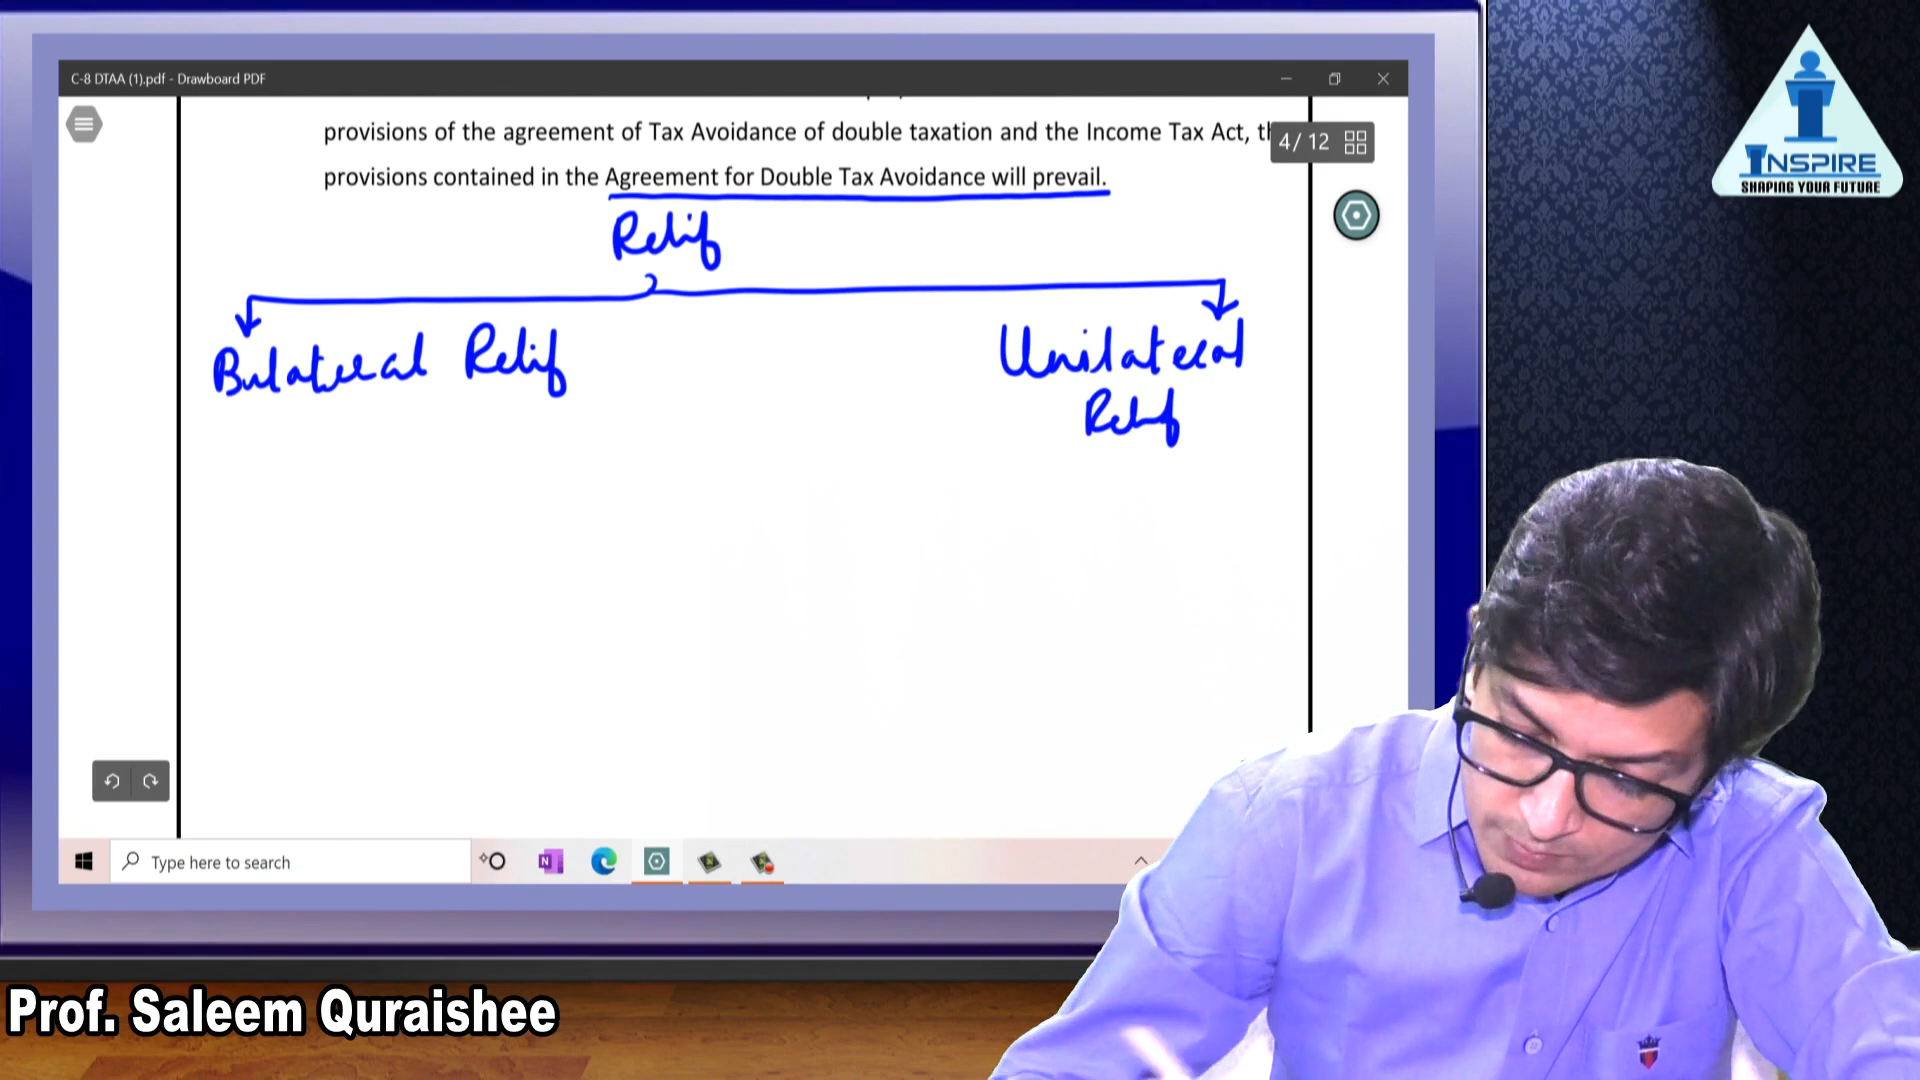 C-8 DTAA (1).pdf - Drawboard PDF
provisions of the agreement of Tax Avoidance of double taxation and the Income Tax Act,
4 / 12
provisions contained in the Agreement for Double Tax Avoidance will prevail.
Relif
Bilateral Relif
Unilateral
Relif
Type here to search
INSPIRE
SHAPING YOUR FUTURE
Prof. Saleem Quraishee